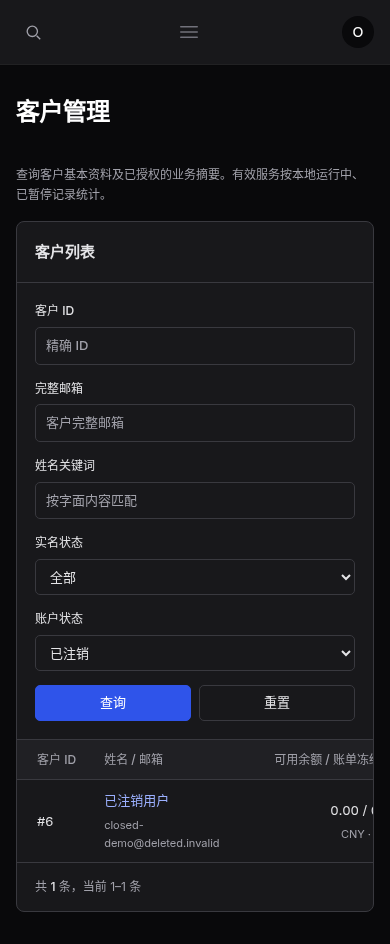 O
客户管理
查询客户基本资料及已授权的业务摘要。有效服务按本地运行中、
已暂停记录统计。
客户列表
客户 ID
精确 ID
完整邮箱
客户完整邮箱
姓名关键词
按字面内容匹配
实名状态
全部
账户状态
已注销
查询 重置
客户 ID 姓名 / 邮箱 可用余额 / 账单冻
#6 已注销用户 0.00 /
closed-
demo@deleted.invalid CNY ·
共 1 条，当前 1–1 条